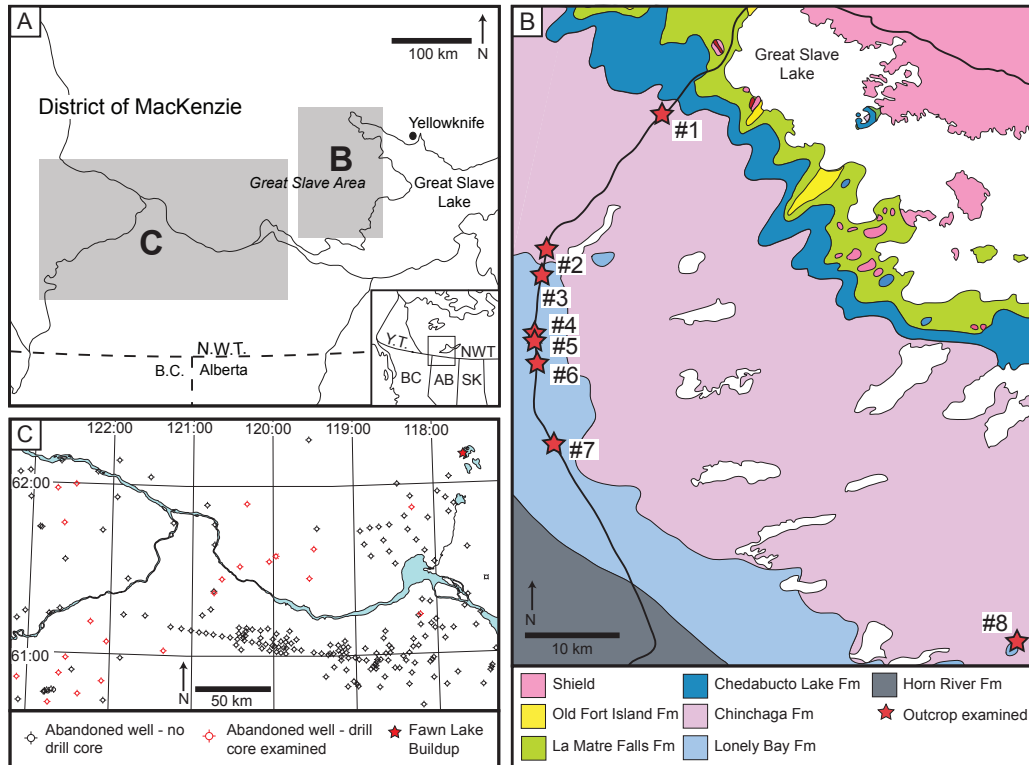 A
N
100 km
District of MacKenzie
Yellowknife
B
Great Slave Area
Great Slave
Lake
C
N.W.T.
B.C.
Alberta
Y.T.
NWT
BC
AB
SK
B
Great Slave
Lake
#1
#2
#3
#4
#5
#6
#7
#8
N
10 km
Shield
Old Fort Island Fm
La Matre Falls Fm
Chedabucto Lake Fm
Chinchaga Fm
Lonely Bay Fm
Horn River Fm
Outcrop examined
C
122:00
121:00
120:00
119:00
118:00
62:00
61:00
N
50 km
Abandoned well - no
drill core
Abandoned well - drill
core examined
Fawn Lake
Buildup